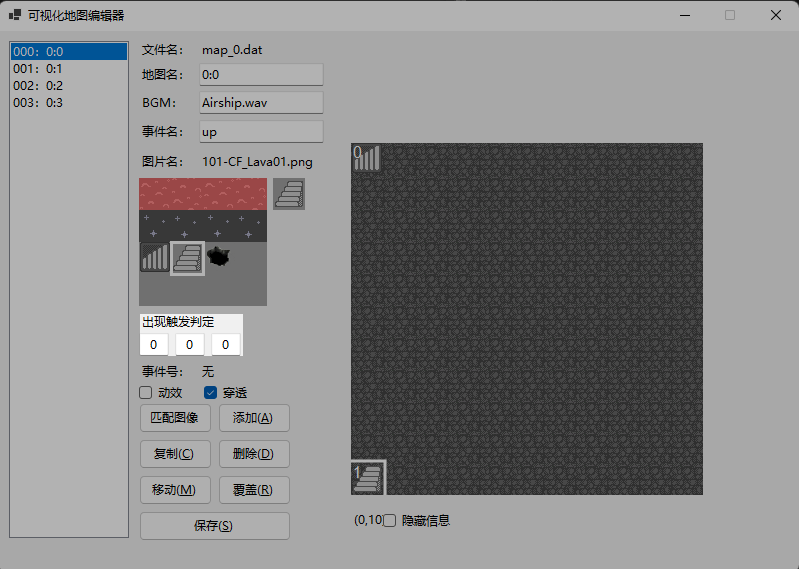 可视化地图编辑器
000：0:0
001：0:1
002：0:2
003：0:3
文件名： map_0.dat
地图名： 0:0
BGM： Airship.wav
事件名： up
图片名： 101-CF_Lava01.png
出现触发判定
0 0 0
事件号： 无
动效 穿透
匹配图像 添加(A)
复制(C) 删除(D)
移动(M) 覆盖(R)
保存(S)
0
1
(0,10 隐藏信息